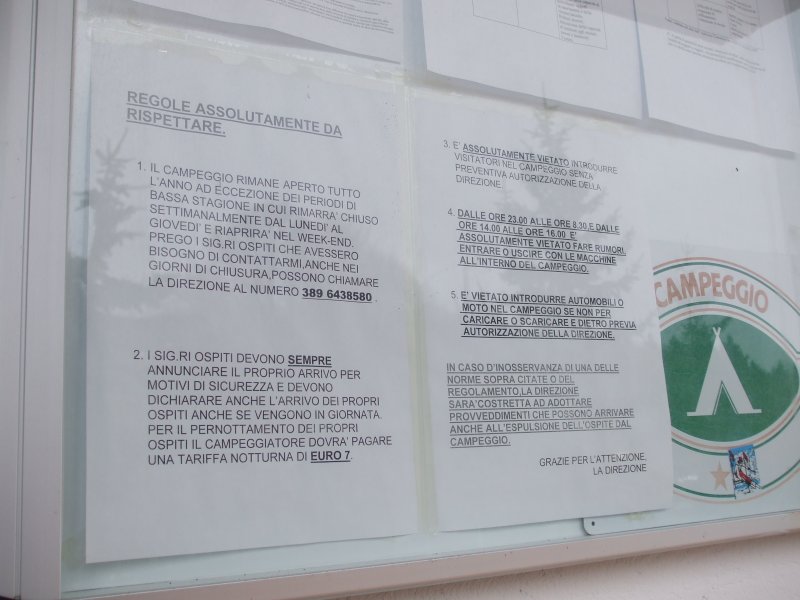 REGOLE ASSOLUTAMENTE DA
RISPETTARE.
1. IL CAMPEGGIO RIMANE APERTO TUTTO
L'ANNO AD ECCEZIONE DEI PERIODI DI
BASSA STAGIONE IN CUI RIMARRA' CHIUSO
SETTIMANALMENTE DAL LUNEDI' AL
GIOVEDI' E RIAPRIRA' NEL WEEK-END.
PREGO I SIG.RI OSPITI CHE AVESSERO
BISOGNO DI CONTATTARMI,ANCHE NEI
GIORNI DI CHIUSURA,POSSONO CHIAMARE
LA DIREZIONE AL NUMERO 389 6438580 .
2. I SIG.RI OSPITI DEVONO SEMPRE
ANNUNCIARE IL PROPRIO ARRIVO PER
MOTIVI DI SICUREZZA E DEVONO
DICHIARARE ANCHE L'ARRIVO DEI PROPRI
OSPITI ANCHE SE VENGONO IN GIORNATA.
PER IL PERNOTTAMENTO DEI PROPRI
OSPITI IL CAMPEGGIATORE DOVRA' PAGARE
UNA TARIFFA NOTTURNA DI EURO 7.
3. E' ASSOLUTAMENTE VIETATO INTRODURRE
VISITATORI NEL CAMPEGGIO SENZA
PREVENTIVA AUTORIZZAZIONE DELLA
DIREZIONE.
4. DALLE ORE 23.00 ALLE ORE 8.30,E DALLE
ORE 14.00 ALLE ORE 16.00 E'
ASSOLUTAMENTE VIETATO FARE RUMORI,
ENTRARE O USCIRE CON LE MACCHINE
ALL'INTERNO DEL CAMPEGGIO.
5. E' VIETATO INTRODURRE AUTOMOBILI O
MOTO NEL CAMPEGGIO SE NON PER
CARICARE O SCARICARE E DIETRO PREVIA
AUTORIZZAZIONE DELLA DIREZIONE.
IN CASO D'INOSSERVANZA DI UNA DELLE
NORME SOPRA CITATE O DEL
REGOLAMENTO,LA DIREZIONE
SARA'COSTRETTA AD ADOTTARE
PROVVEDDIMENTI CHE POSSONO ARRIVARE
ANCHE ALL'ESPULSIONE DELL'OSPITE DAL
CAMPEGGIO.
GRAZIE PER L'ATTENZIONE,
LA DIREZIONE
CAMPEGGIO